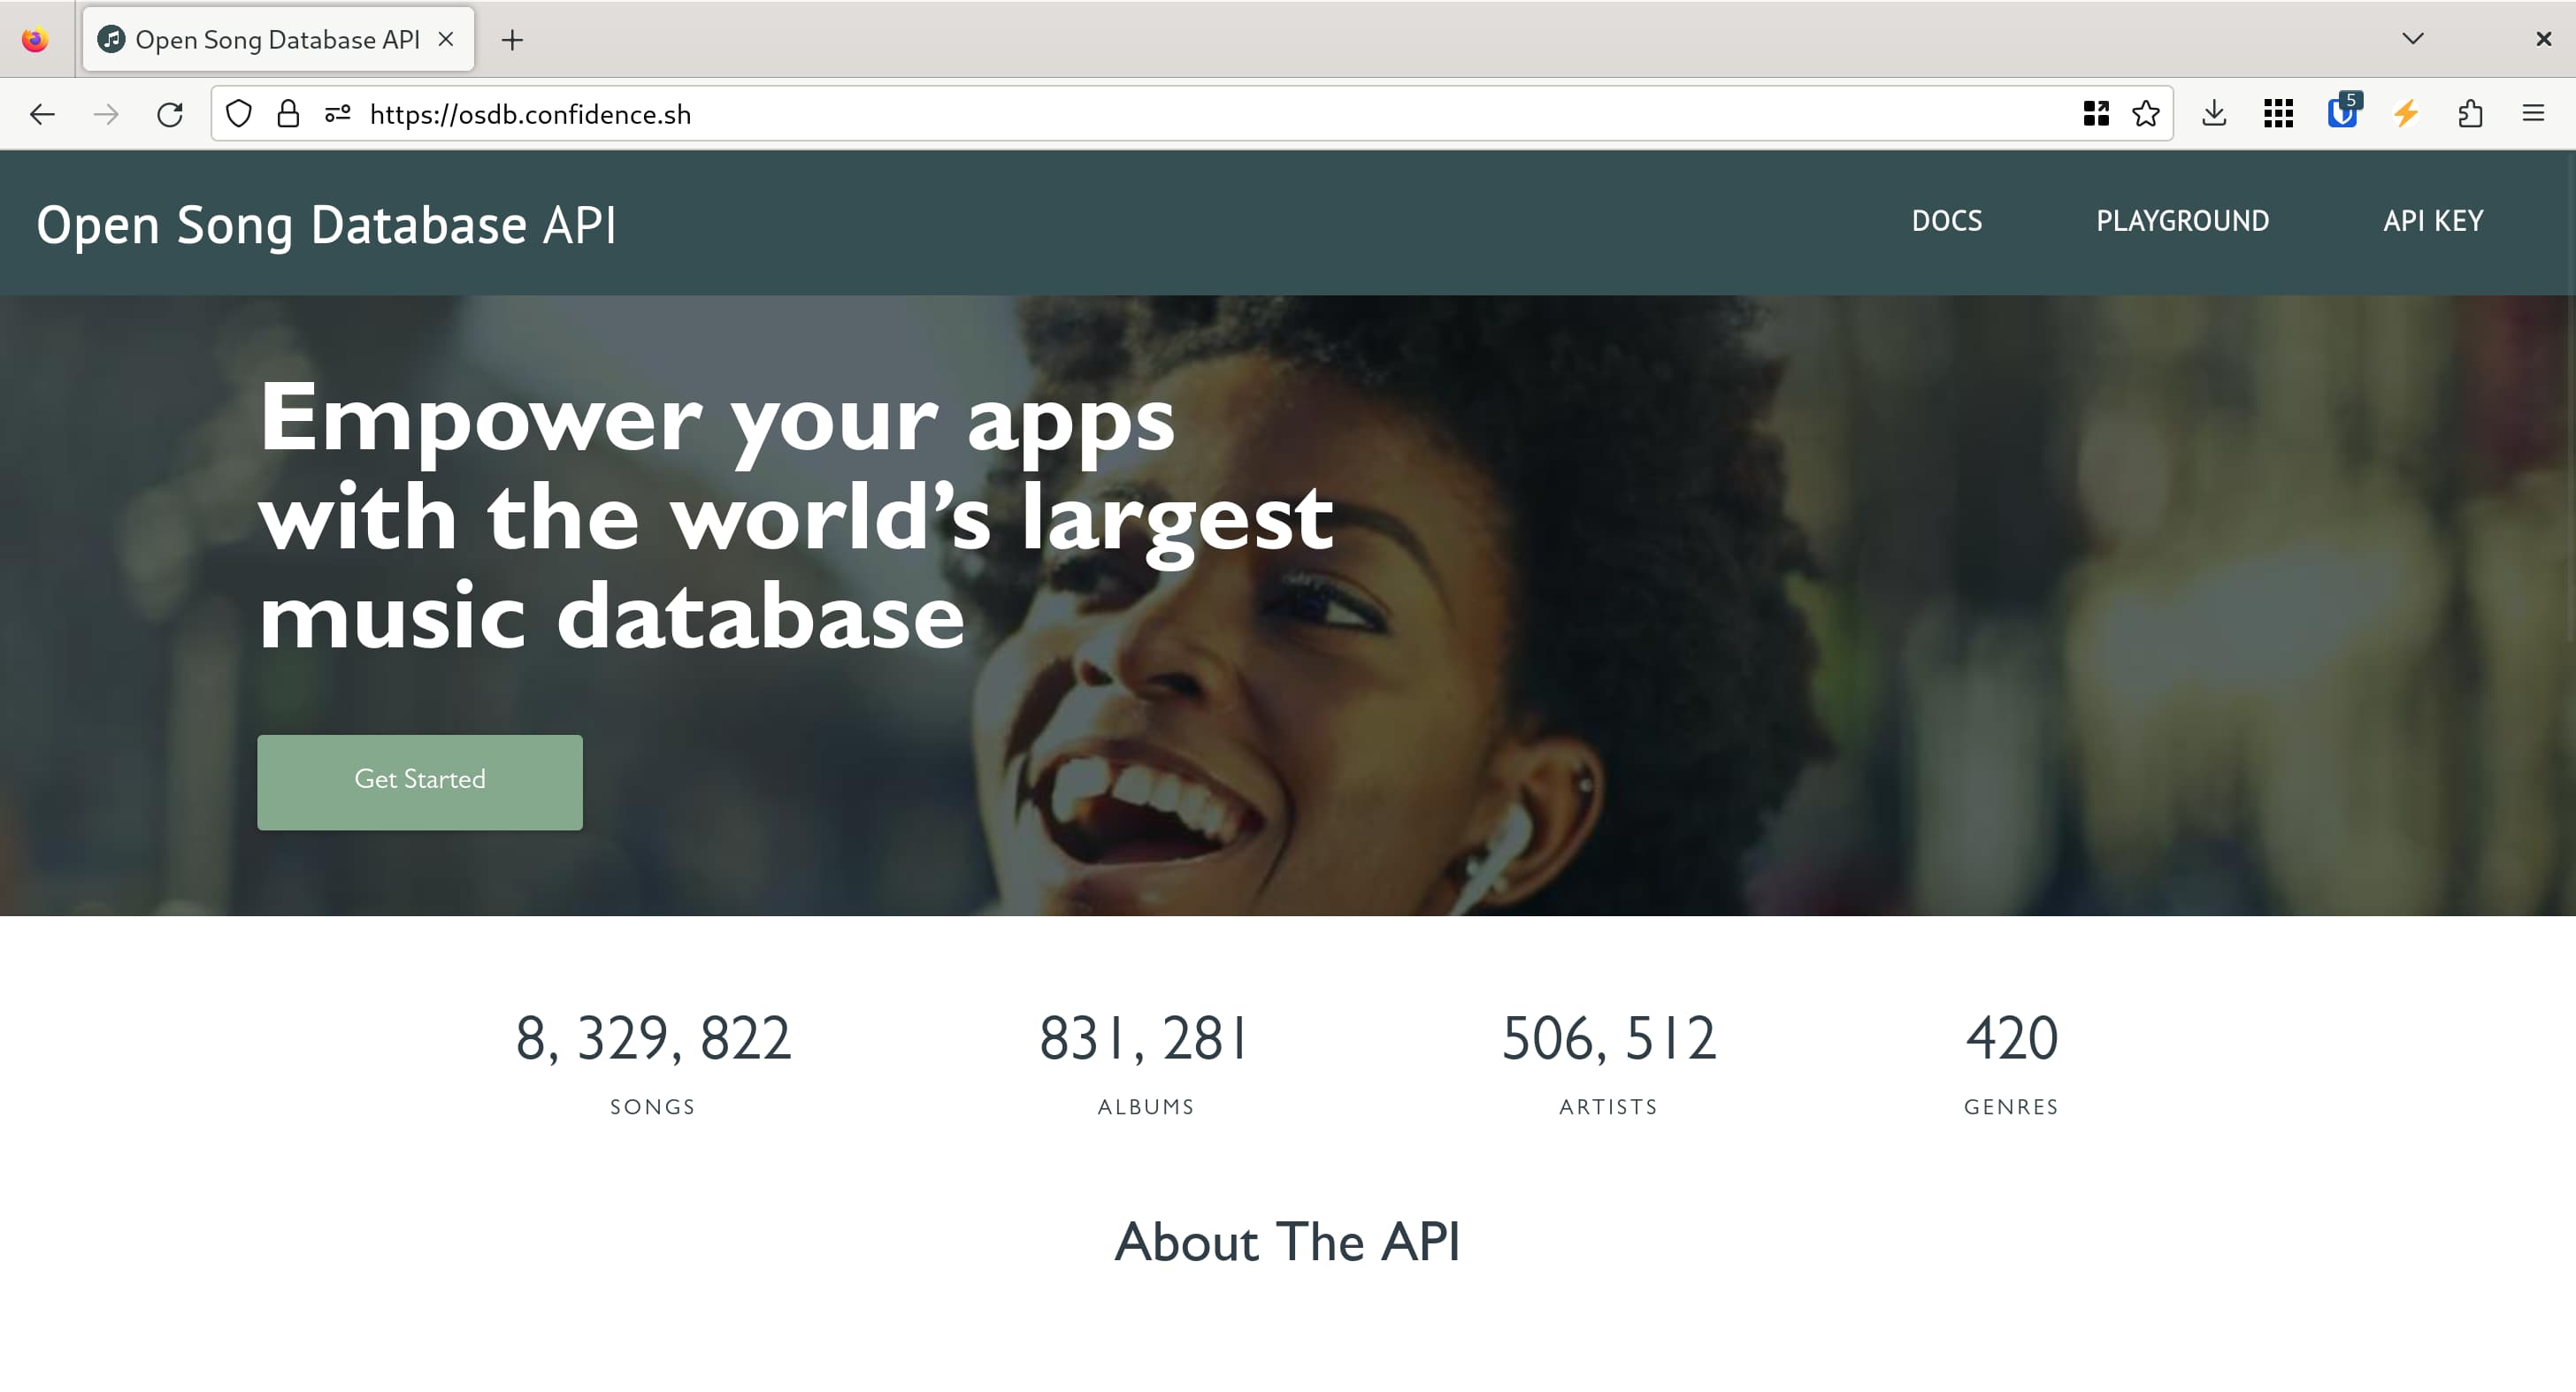 Open Song Database API
https://osdb.confidence.sh
5
Open Song Database API
DOCS
PLAYGROUND
API KEY
Empower your apps
with the world’s largest
music database
Get Started
8, 329, 822
831, 281
506, 512
420
SONGS
ALBUMS
ARTISTS
GENRES
About The API